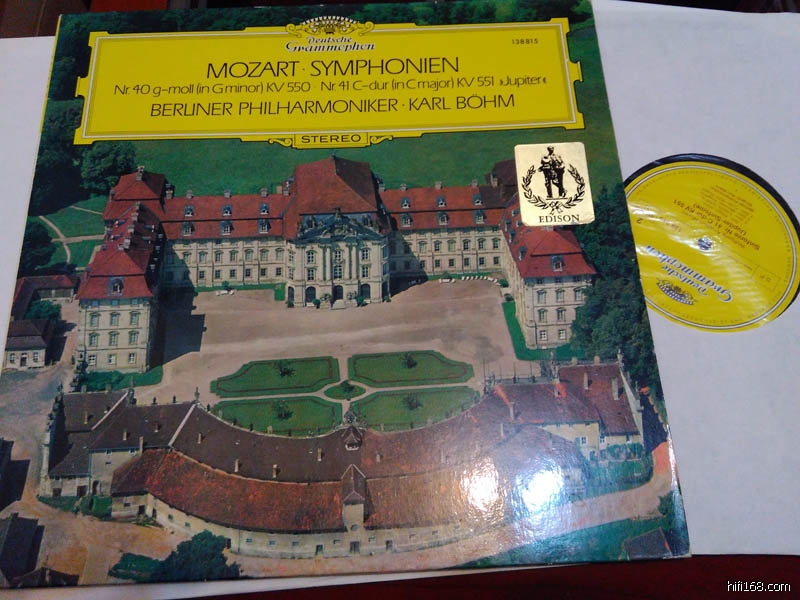 Deutsche
Grammophon
138815
MOZART · SYMPHONIEN
Nr. 40 g-moll (in G minor) KV 550 · Nr. 41 C-dur (in C major) KV 551 »Jupiter«
BERLINER PHILHARMONIKER · KARL BÖHM
STEREO
EDISON
Deutsche
Grammophon
hifi168.com